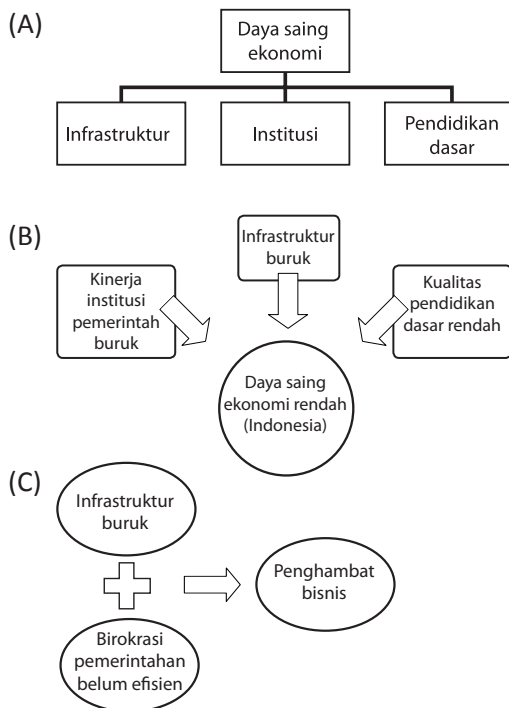 (A)
Daya saing
ekonomi
Infrastruktur
Institusi
Pendidikan
dasar
(B)
Infrastruktur
buruk
Kinerja
institusi
pemerintah
buruk
Kualitas
pendidikan
dasar rendah
Daya saing
ekonomi rendah
(Indonesia)
(C)
Infrastruktur
buruk
Penghambat
bisnis
Birokrasi
pemerintahan
belum efisien